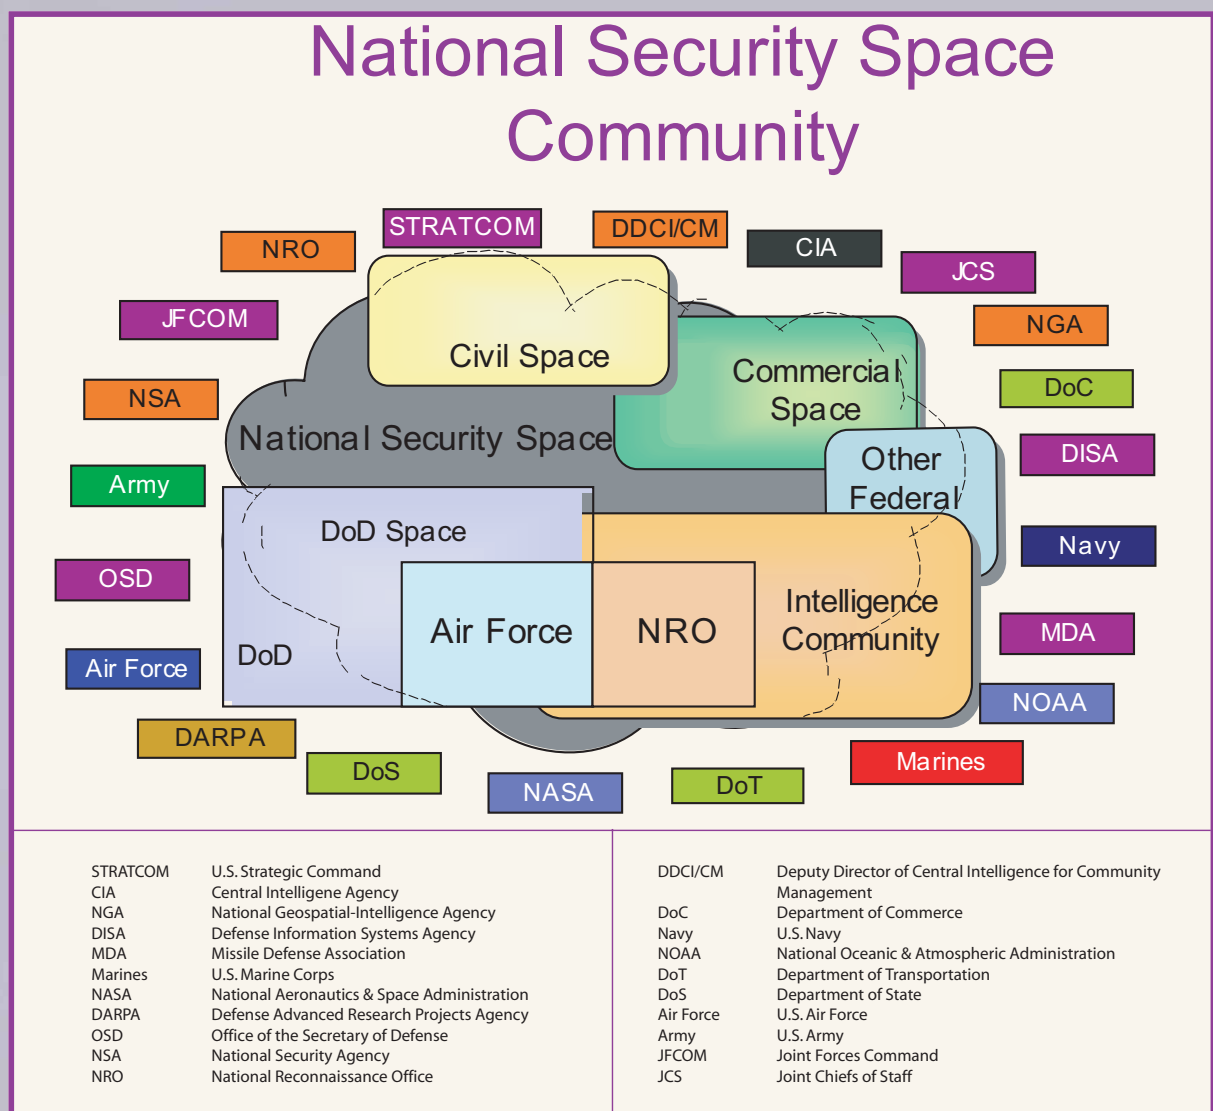 National Security Space
Community
STRATCOM
DDCI/CM
NRO
CIA
JCS
JFCOM
NGA
Civil Space
Commercial
Space
NSA
DoC
National Security Space
DISA
Other
Federal
Army
DoD Space
Navy
OSD
Intelligence
Community
Air Force
NRO
MDA
DoD
Air Force
NOAA
DARPA
Marines
DoS
NASA
DoT
STRATCOM U.S. Strategic Command
CIA Central Intelligene Agency
NGA National Geospatial-Intelligence Agency
DISA Defense Information Systems Agency
MDA Missile Defense Association
Marines U.S. Marine Corps
NASA National Aeronautics & Space Administration
DARPA Defense Advanced Research Projects Agency
OSD Office of the Secretary of Defense
NSA National Security Agency
NRO National Reconnaissance Office
DDCI/CM Deputy Director of Central Intelligence for Community
Management
DoC Department of Commerce
Navy U.S. Navy
NOAA National Oceanic & Atmospheric Administration
DoT Department of Transportation
DoS Department of State
Air Force U.S. Air Force
Army U.S. Army
JFCOM Joint Forces Command
JCS Joint Chiefs of Staff